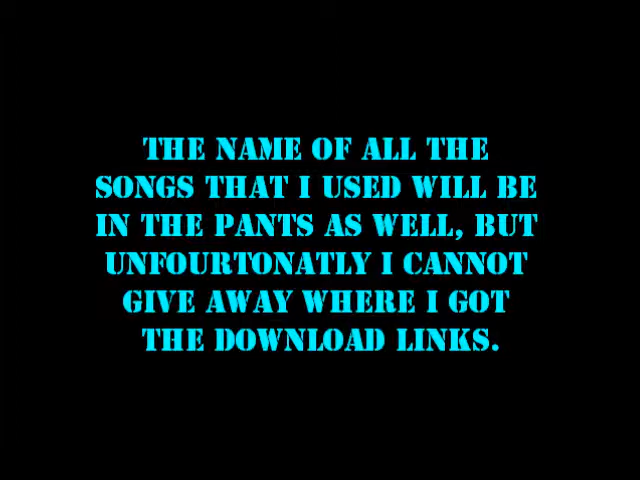 THE NAME OF ALL THE
SONGS THAT I USED WILL BE
IN THE PANTS AS WELL, BUT
UNFOURTONATLY I CANNOT
GIVE AWAY WHERE I GOT
THE DOWNLOAD LINKS.